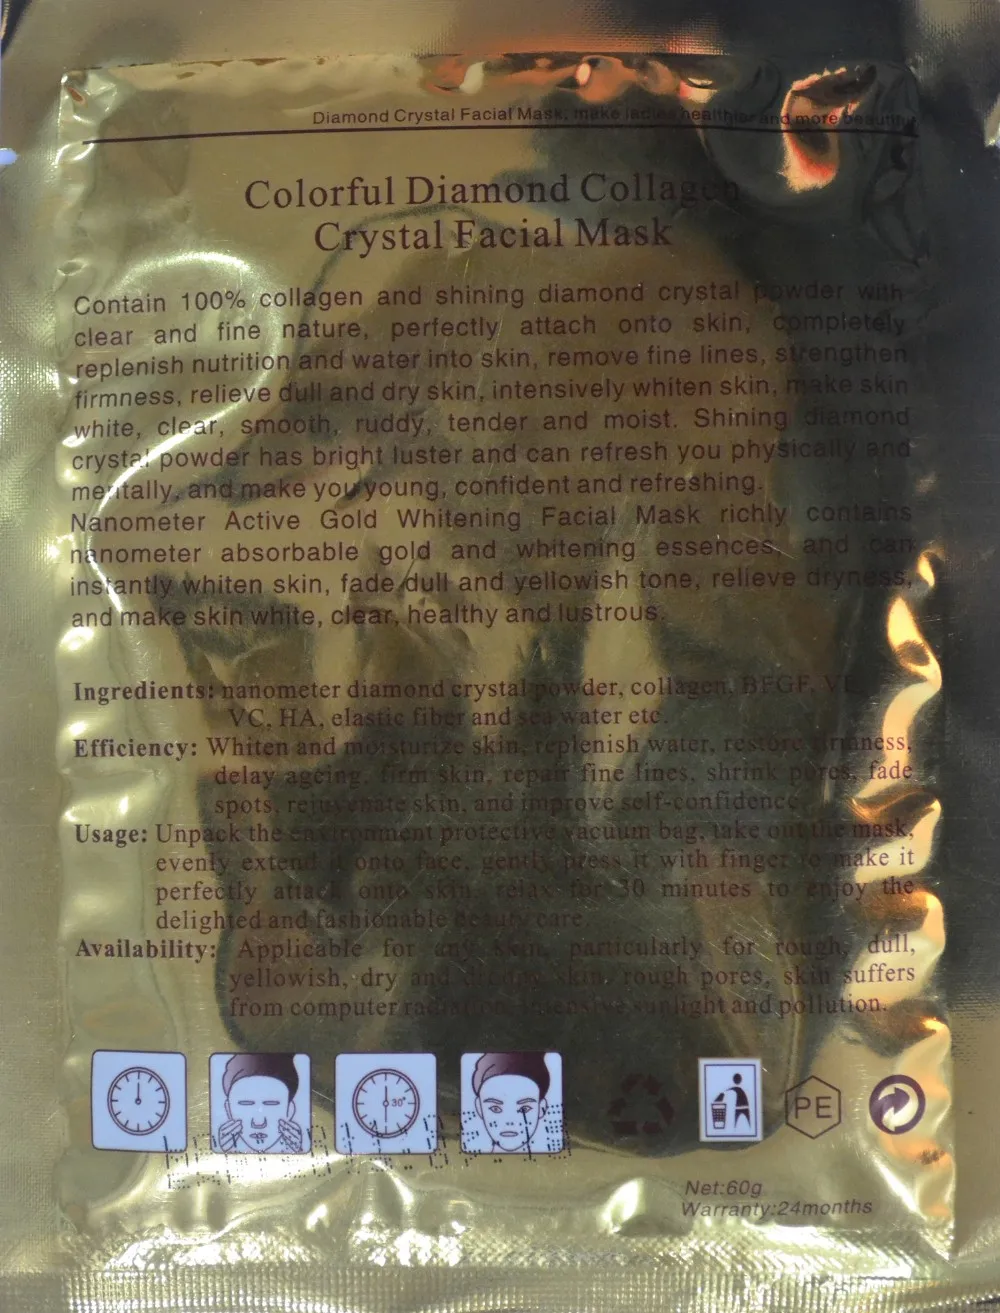 Diamond Crystal Facial Mask, make ladies healthier and more beautiful
Colorful Diamond Collagen
Crystal Facial Mask
Contain 100% collagen and shining diamond crystal powder with
clear and fine nature, perfectly attach onto skin, completely
replenish nutrition and water into skin, remove fine lines, strengthen
firmness, relieve dull and dry skin, intensively whiten skin, make skin
white, clear, smooth, ruddy, tender and moist. Shining diamond
crystal powder has bright luster and can refresh you physically and
mentally, and make you young, confident and refreshing.
Nanometer Active Gold Whitening Facial Mask richly contains
nanometer absorbable gold and whitening essences, and can
instantly whiten skin, fade dull and yellowish tone, relieve dryness,
and make skin white, clear, healthy and lustrous.
Ingredients: nanometer diamond crystal powder, collagen, BFGF, VE
VC, HA, elastic fiber and sea water etc.
Efficiency: Whiten and moisturize skin, replenish water, restore firmness,
delay ageing, firm skin, repair fine lines, shrink pores, fade
spots, rejuvenate skin, and improve self-confidence
Usage: Unpack the environment protective vacuum bag, take out the mask,
evenly extend it onto face, gently press it with finger to make it
perfectly attack onto skin, relax for 30 minutes to enjoy the
delighted and fashionable beauty care.
Availability: Applicable for any skin, particularly for rough, dull,
yellowish, dry and skin, rough pores, skin suffers
from computer radiation, intensive sunlight and pollution.
30"
PE
Net:60g
Warranty:24months